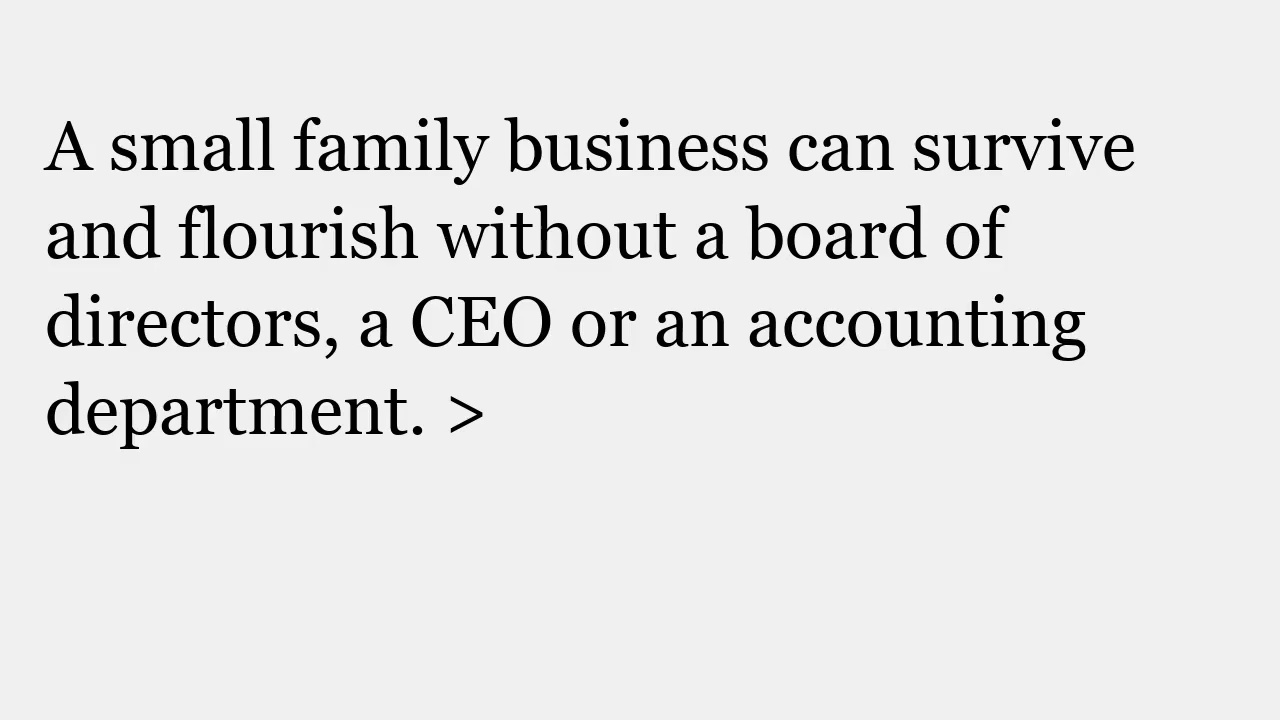 A small family business can survive
and flourish without a board of
directors, a CEO or an accounting
department. >